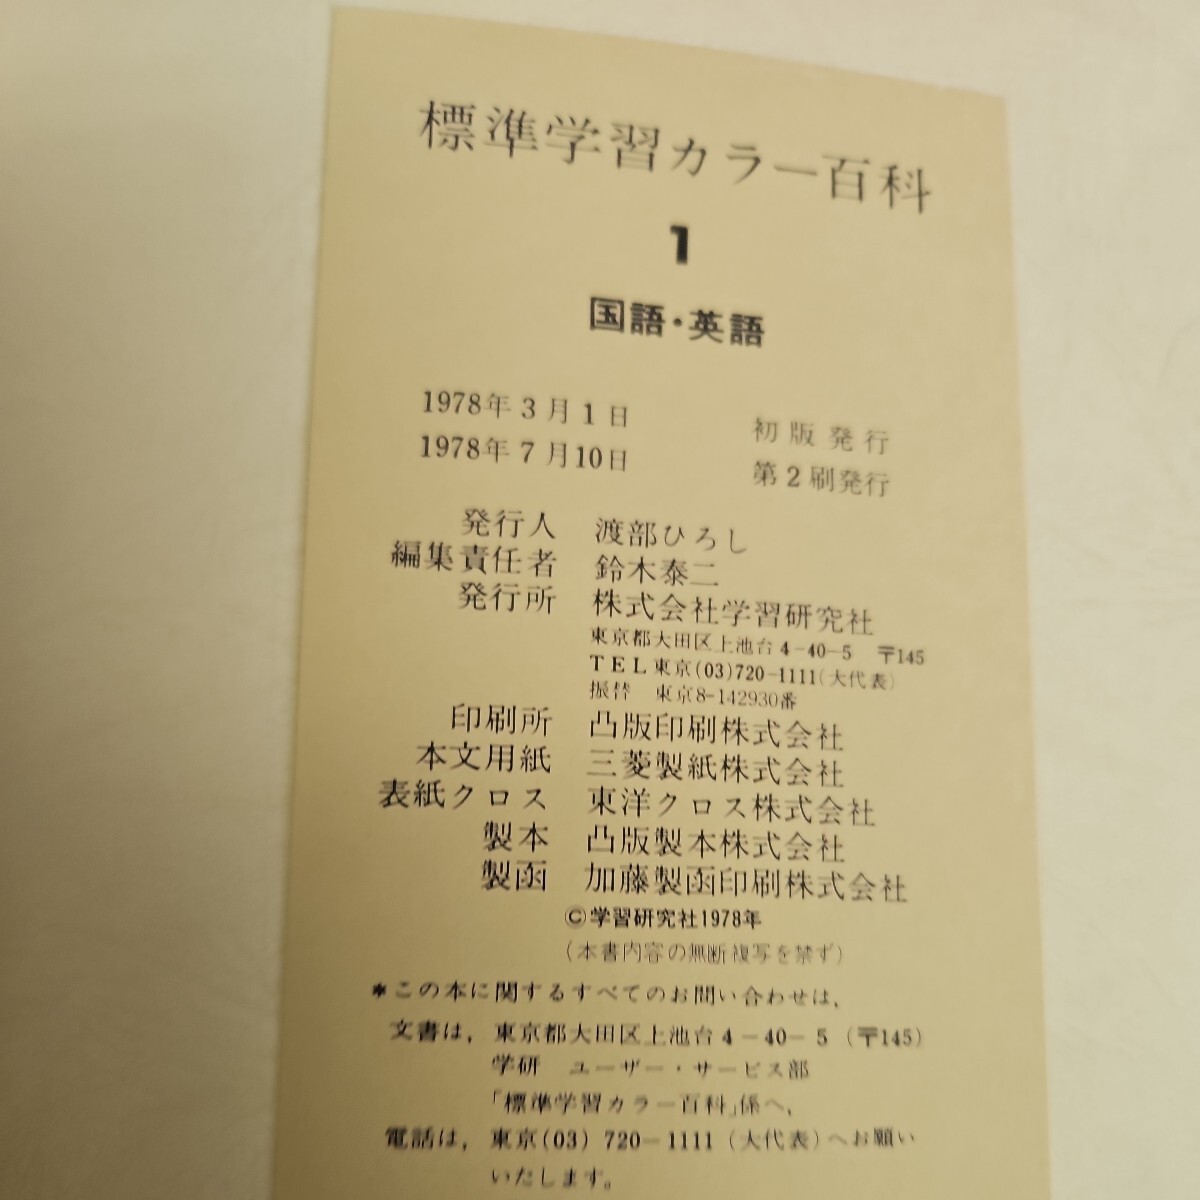 標準学習カラー百科
1
国語・英語
1978年3月1日 初版発行
1978年7月10日 第2刷発行
発行人 渡部ひろし
編集責任者 鈴木泰二
発行所 株式会社学習研究社
東京都大田区上池台4-40-5 〒145
TEL東京(03)720-1111(大代表)
振替 東京8-142930番
印刷所 凸版印刷株式会社
本文用紙 三菱製紙株式会社
表紙クロス 東洋クロス株式会社
製本 凸版製本株式会社
製函 加藤製函印刷株式会社
©学習研究社1978年
(本書内容の無断複写を禁ず)
*この本に関するすべてのお問い合わせは,
文書は, 東京都大田区上池台4-40-5(〒145)
学研 ユーザー・サービス部
「標準学習カラー百科」係へ,
電話は, 東京(03)720-1111(大代表)へお願い
いたします。